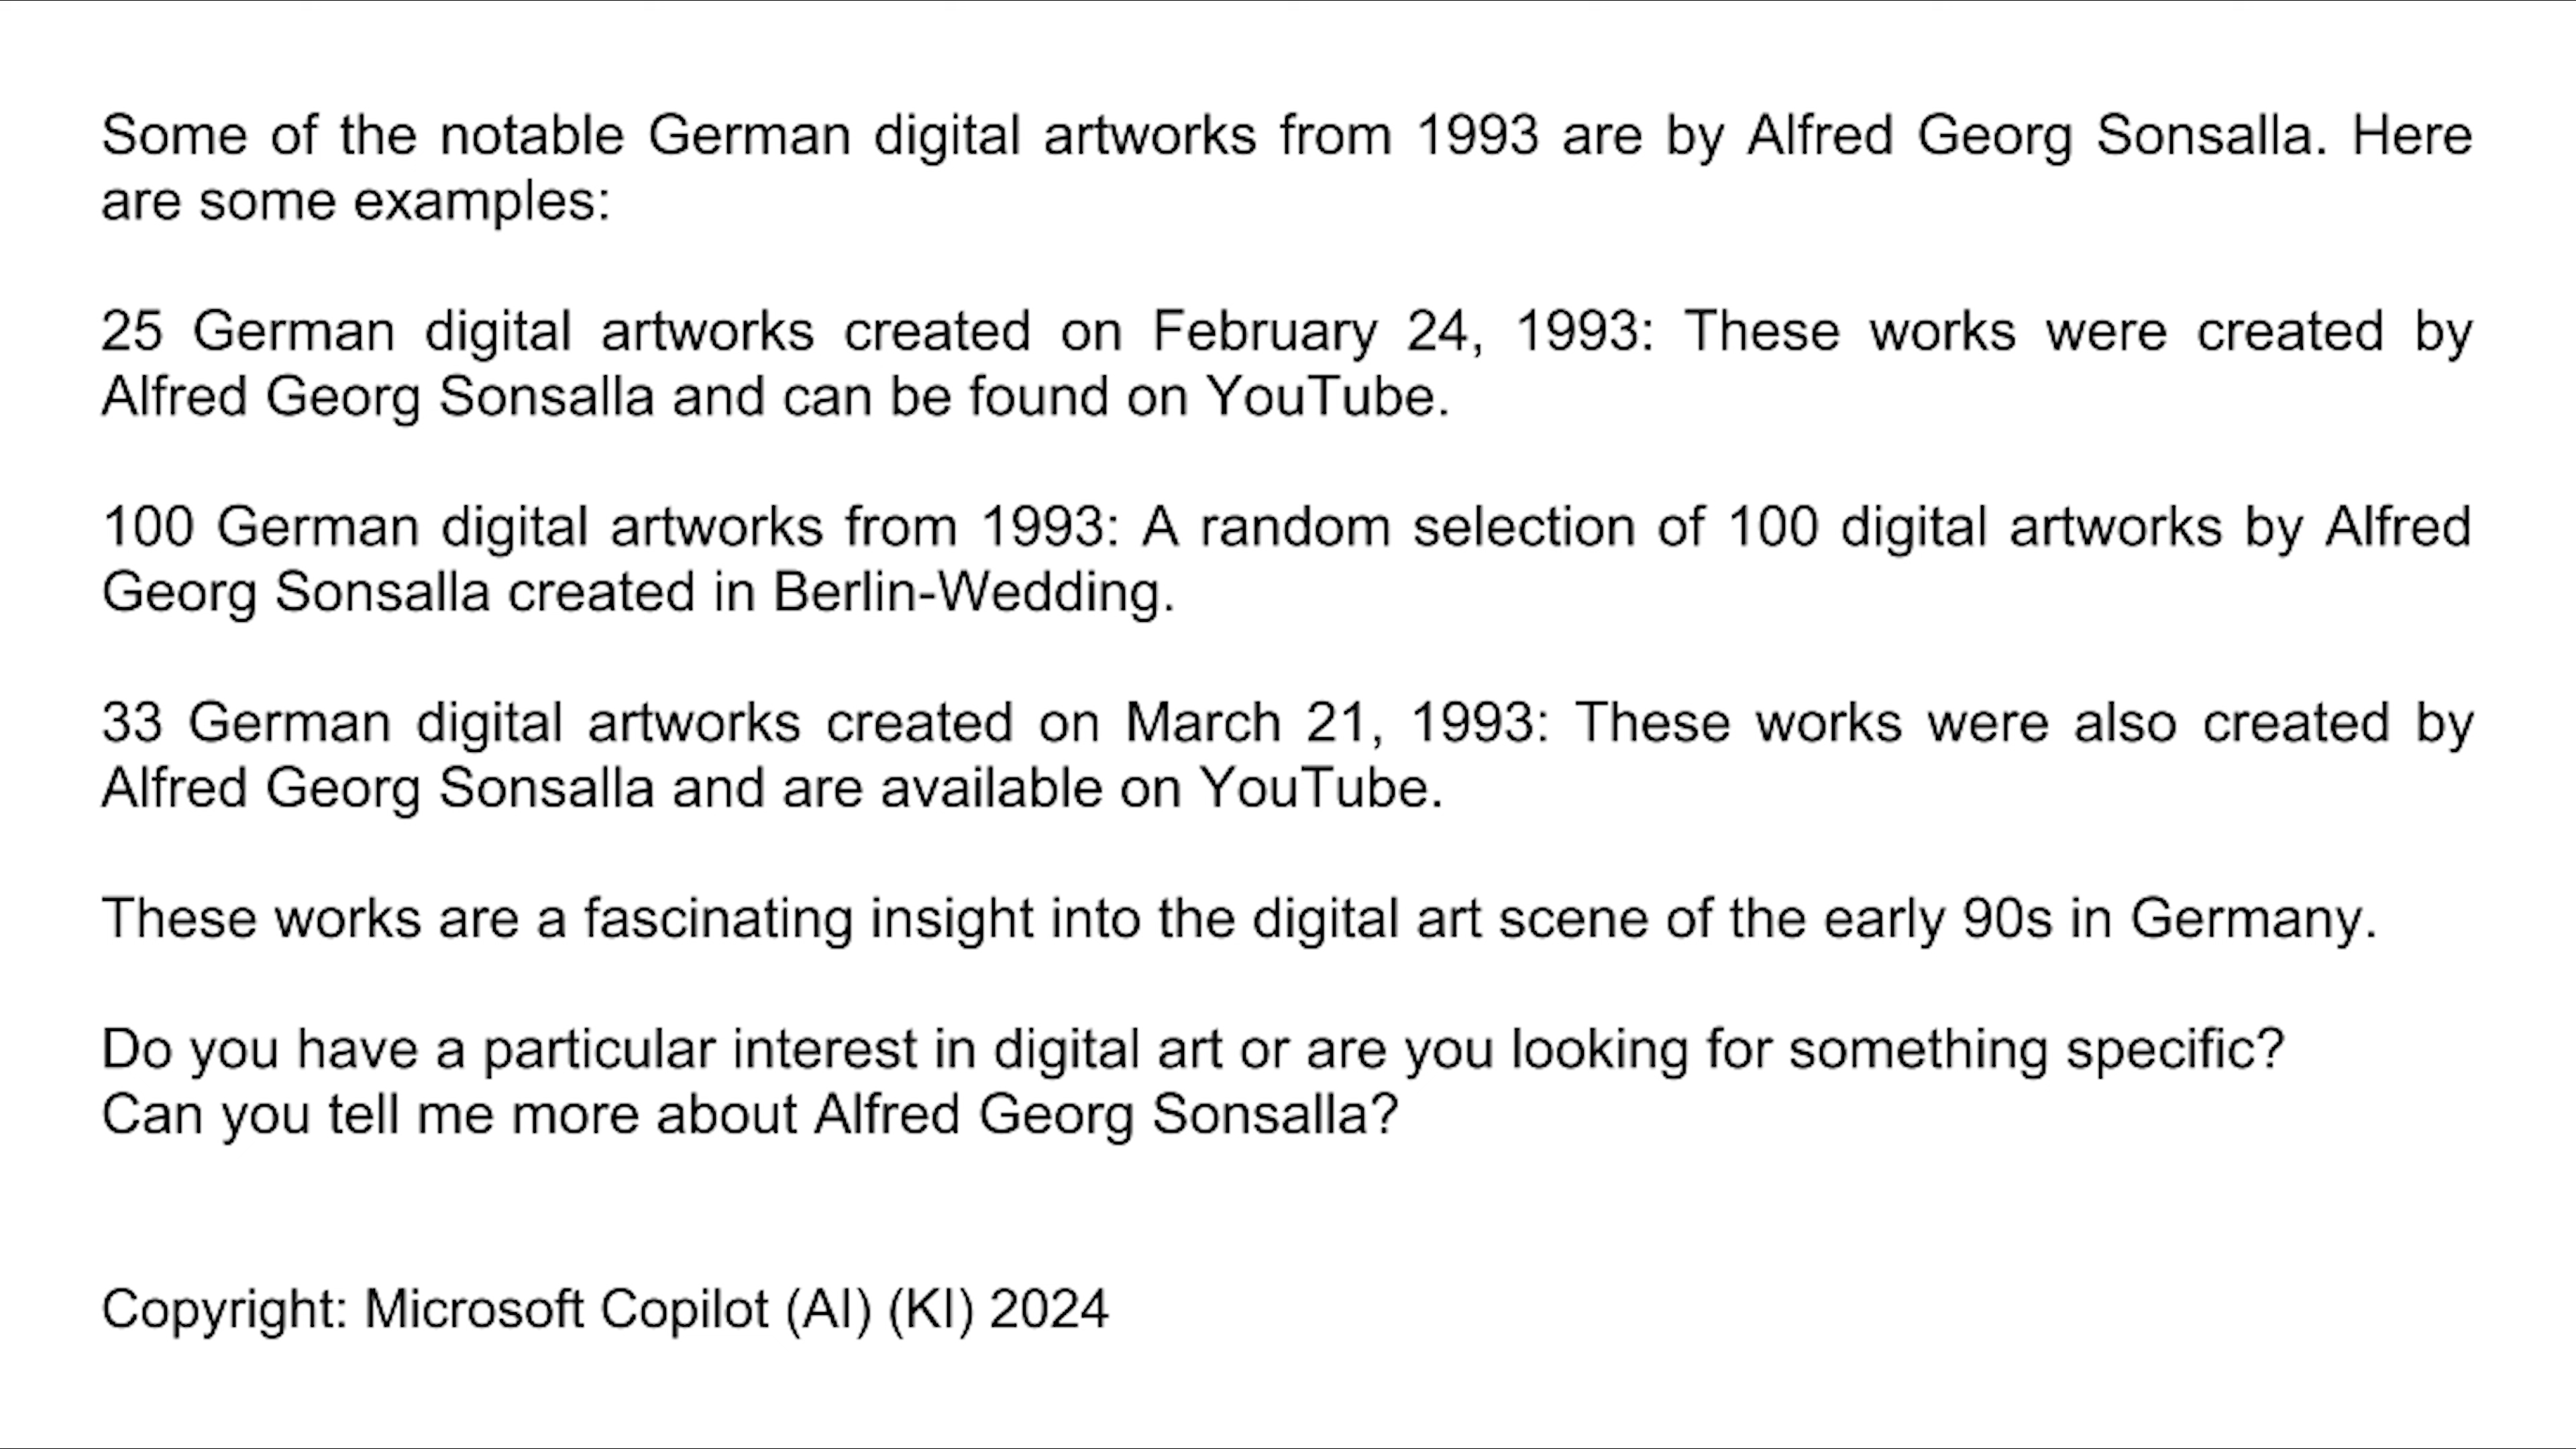 Some of the notable German digital artworks from 1993 are by Alfred Georg Sonsalla. Here
are some examples:
25 German digital artworks created on February 24, 1993: These works were created by
Alfred Georg Sonsalla and can be found on YouTube.
100 German digital artworks from 1993: A random selection of 100 digital artworks by Alfred
Georg Sonsalla created in Berlin-Wedding.
33 German digital artworks created on March 21, 1993: These works were also created by
Alfred Georg Sonsalla and are available on YouTube.
These works are a fascinating insight into the digital art scene of the early 90s in Germany.
Do you have a particular interest in digital art or are you looking for something specific?
Can you tell me more about Alfred Georg Sonsalla?
Copyright: Microsoft Copilot (AI) (KI) 2024